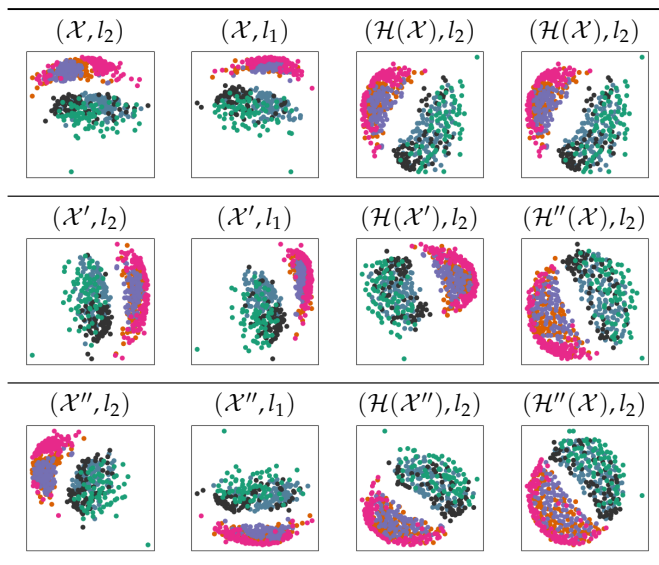 (𝒳, l₂) (𝒳, l₁) (ℋ(𝒳), l₂) (ℋ(𝒳), l₂)
(𝒳′, l₂) (𝒳′, l₁) (ℋ(𝒳′), l₂) (ℋ″(𝒳), l₂)
(𝒳″, l₂) (𝒳″, l₁) (ℋ(𝒳″), l₂) (ℋ″(𝒳), l₂)